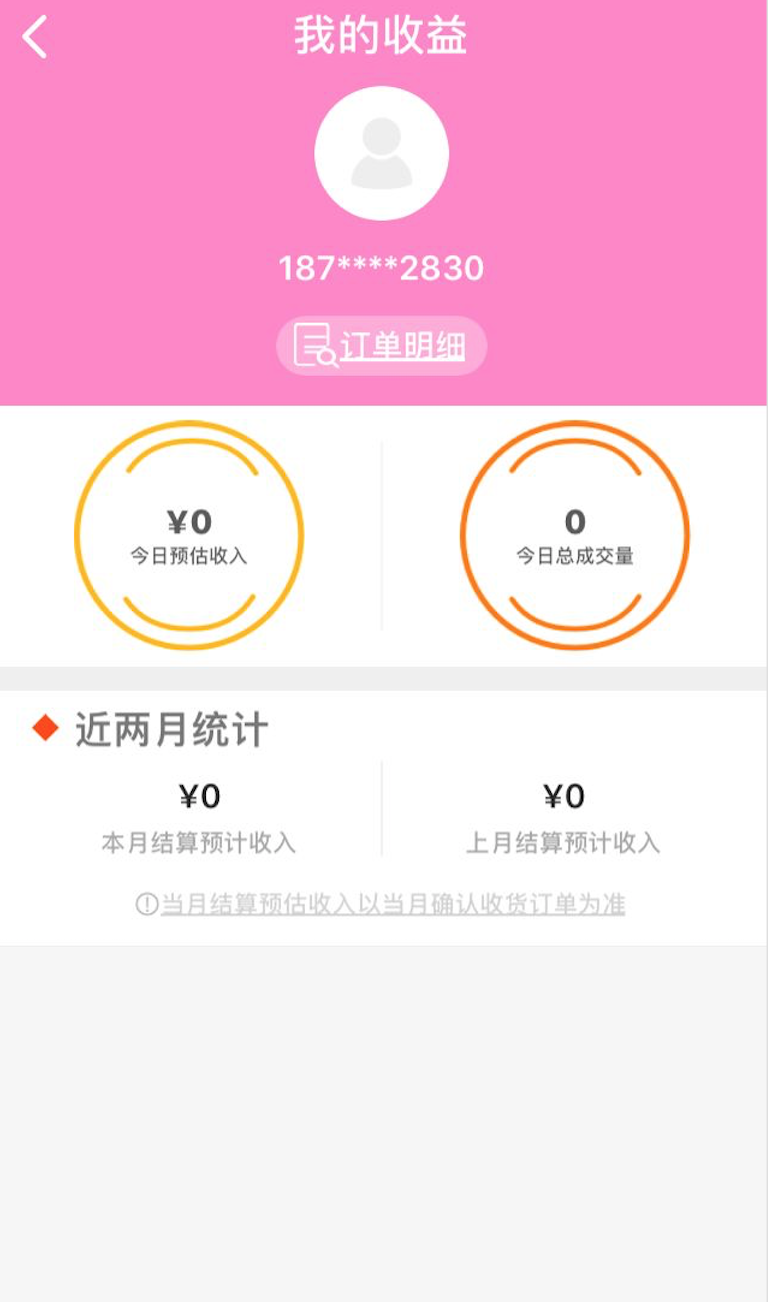 我的收益
187****2830
订单明细
¥0
今日预估收入
0
今日总成交量
近两月统计
¥0
本月结算预计收入
¥0
上月结算预计收入
当月结算预估收入以当月确认收货订单为准